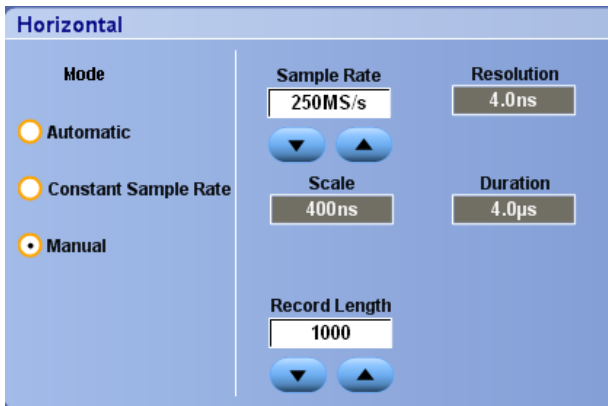 Horizontal
Mode
Automatic
Constant Sample Rate
Manual
Sample Rate
250MS/s
Resolution
4.0ns
Scale
400ns
Duration
4.0µs
Record Length
1000